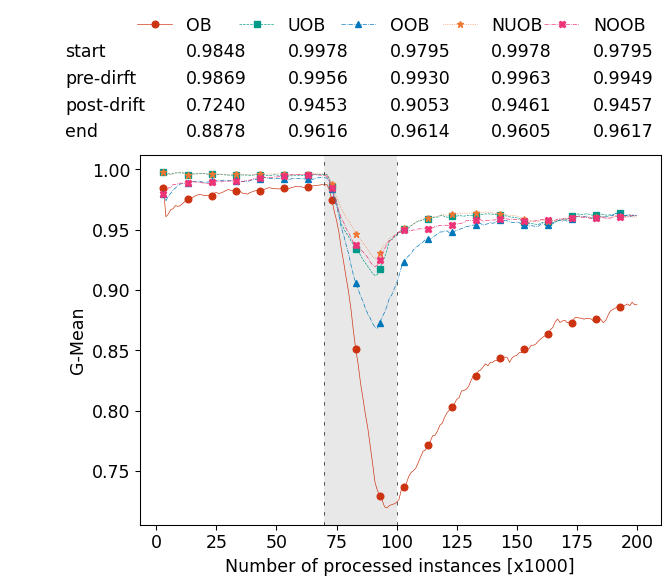 OB UOB OOB NUOB NOOB
start 0.9848 0.9978 0.9795 0.9978 0.9795
pre-dirft 0.9869 0.9956 0.9930 0.9963 0.9949
post-drift 0.7240 0.9453 0.9053 0.9461 0.9457
end 0.8878 0.9616 0.9614 0.9605 0.9617
1.00
0.95
0.90
0.85
0.80
0.75
G-Mean
0 25 50 75 100 125 150 175 200
Number of processed instances [x1000]